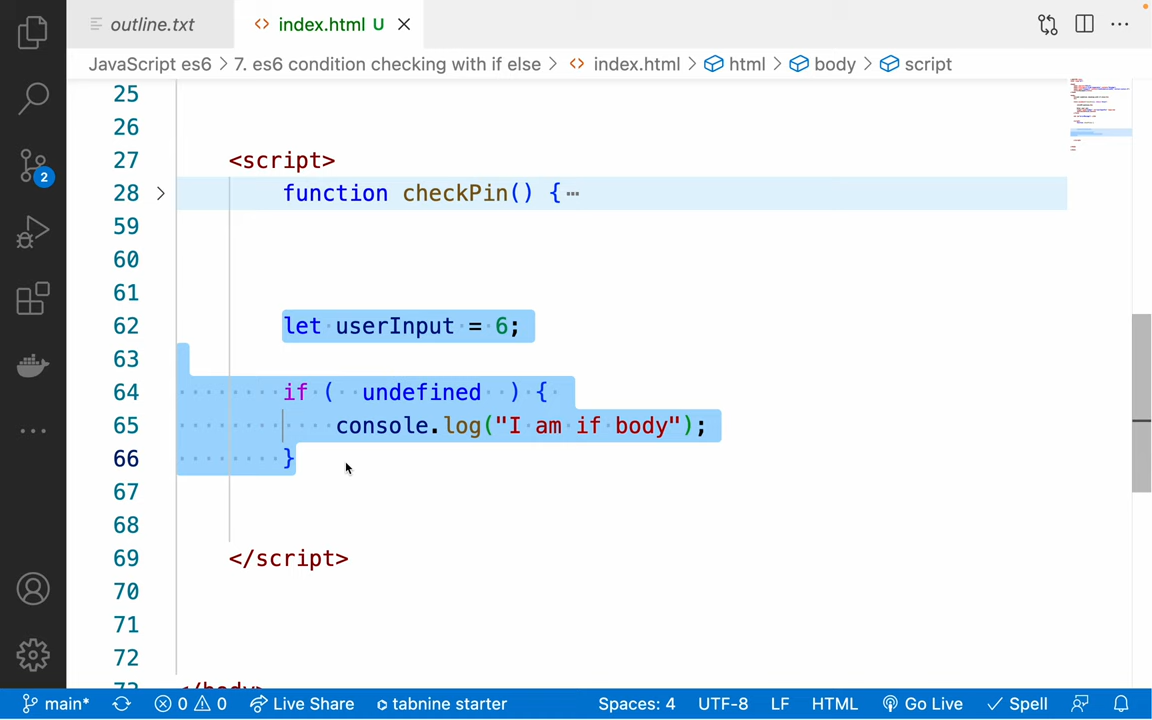 outline.txt
index.html U
JavaScript es6 > 7. es6 condition checking with if else > index.html > html > body > script
25
26
27 <script>
28 function checkPin() {…
59
60
61
62 let userInput = 6;
63
64 if ( undefined ) {
65 console.log("I am if body");
66 }
67
68
69 </script>
70
71
72
73 </body>
2
main* 0 0 Live Share tabnine starter Spaces: 4 UTF-8 LF HTML Go Live Spell